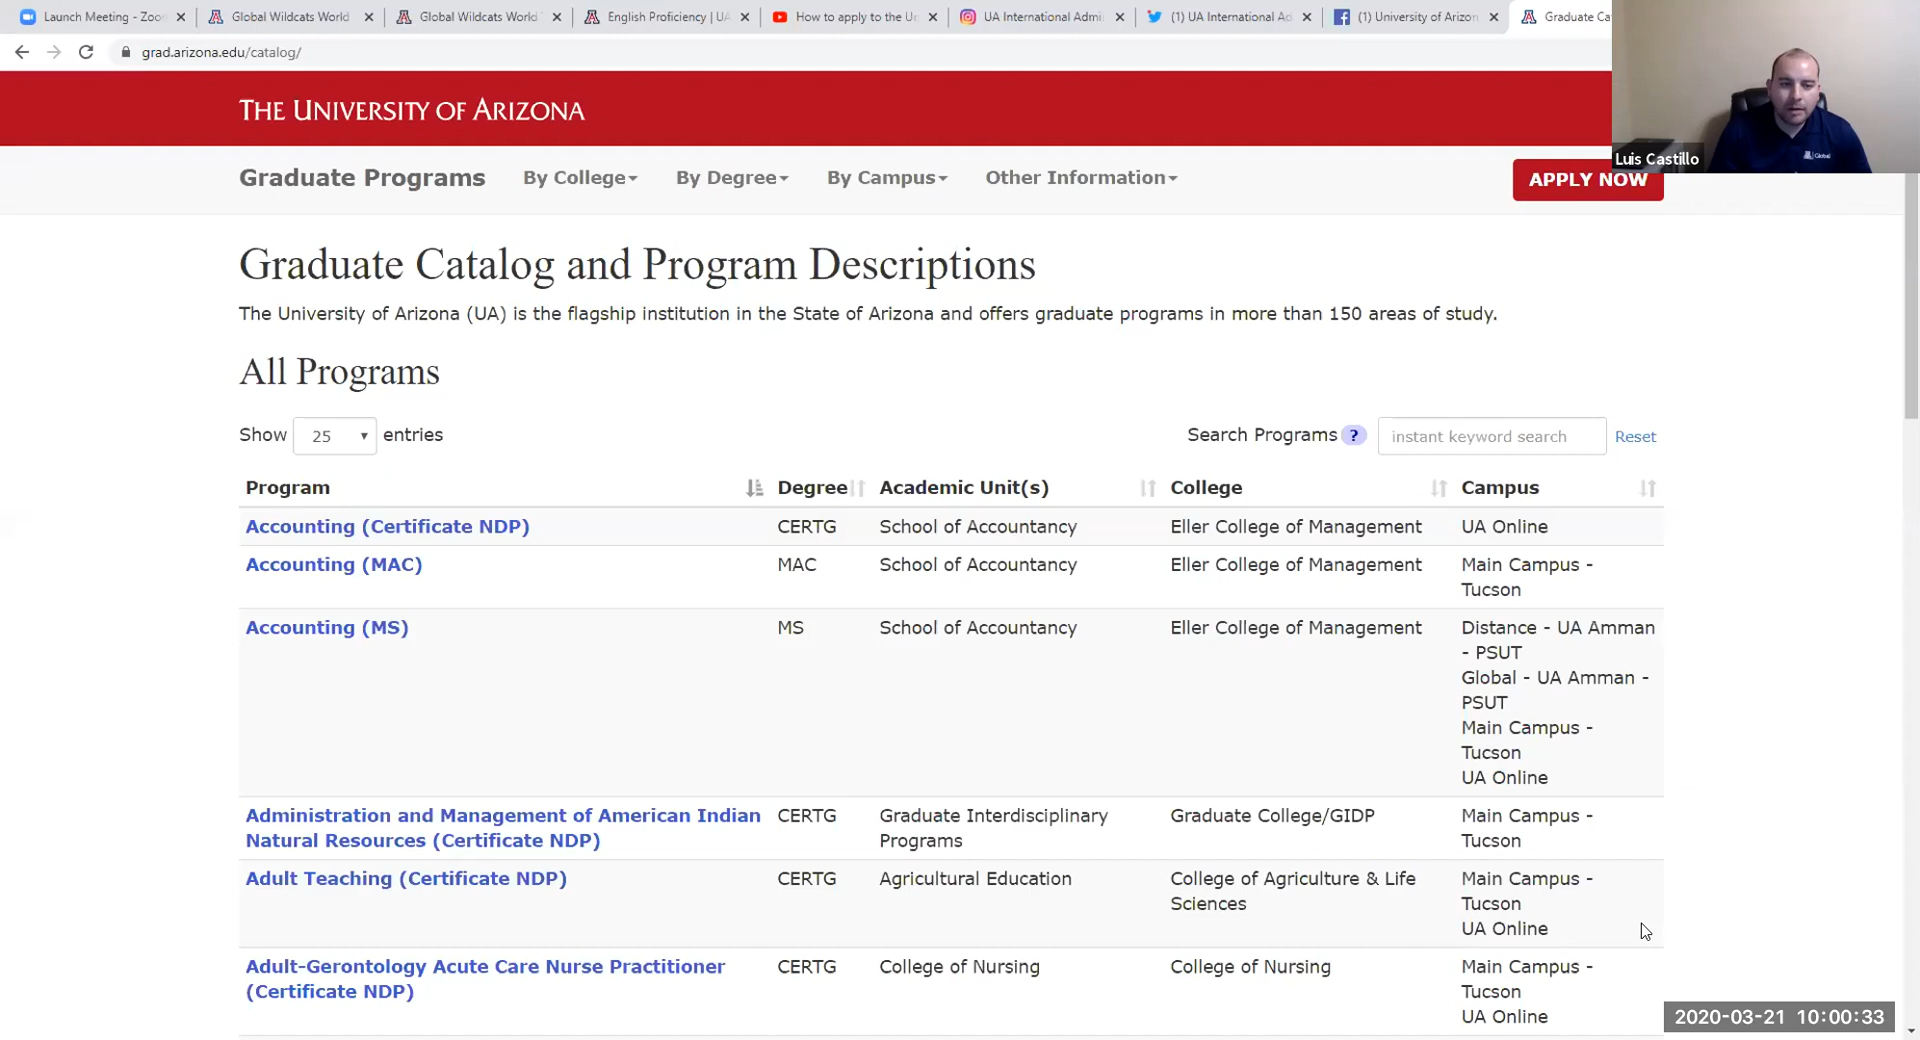 Launch Meeting - Zoo
Global Wildcats World
Global Wildcats World
English Proficiency | UA
How to apply to the Un
UA International Admi
(1) UA International Ad
(1) University of Arizon
Graduate Ca
grad.arizona.edu/catalog/
THE UNIVERSITY OF ARIZONA
Graduate Programs
By College
By Degree
By Campus
Other Information
APPLY NOW
Luis Castillo
Global
Graduate Catalog and Program Descriptions
The University of Arizona (UA) is the flagship institution in the State of Arizona and offers graduate programs in more than 150 areas of study.
All Programs
Show 25 entries
Search Programs ? instant keyword search Reset
Program Degree Academic Unit(s) College Campus
Accounting (Certificate NDP) CERTG School of Accountancy Eller College of Management UA Online
Accounting (MAC) MAC School of Accountancy Eller College of Management Main Campus -
Tucson
Accounting (MS) MS School of Accountancy Eller College of Management Distance - UA Amman
- PSUT
Global - UA Amman -
PSUT
Main Campus -
Tucson
UA Online
Administration and Management of American Indian CERTG Graduate Interdisciplinary Graduate College/GIDP Main Campus -
Natural Resources (Certificate NDP) Programs Tucson
Adult Teaching (Certificate NDP) CERTG Agricultural Education College of Agriculture & Life Main Campus -
Sciences Tucson
UA Online
Adult-Gerontology Acute Care Nurse Practitioner CERTG College of Nursing College of Nursing Main Campus -
(Certificate NDP) Tucson
UA Online
2020-03-21 10:00:33